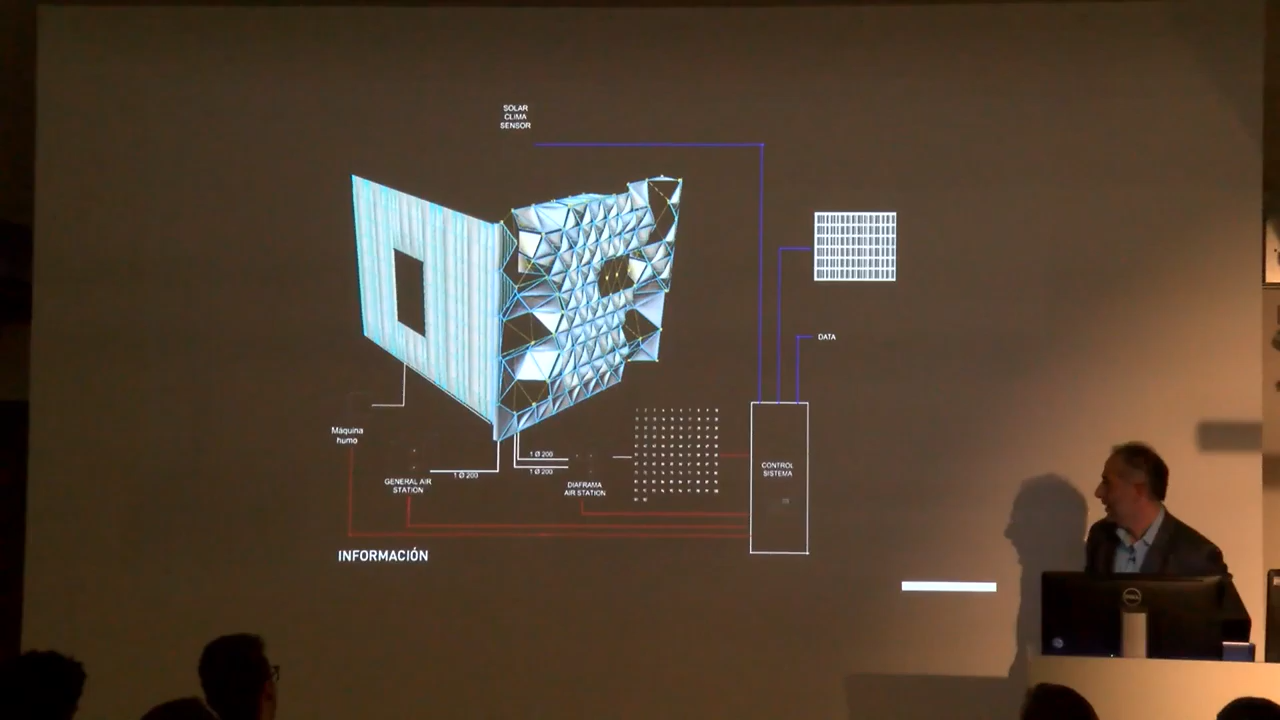 SOLAR
CLIMA
SENSOR
DATA
Máquina
humo
1 Ø 200
1 Ø 200
1 Ø 200
GENERAL AIR
STATION
DIAFRAMA
AIR STATION
CONTROL
SISTEMA
INFORMACIÓN
DELL